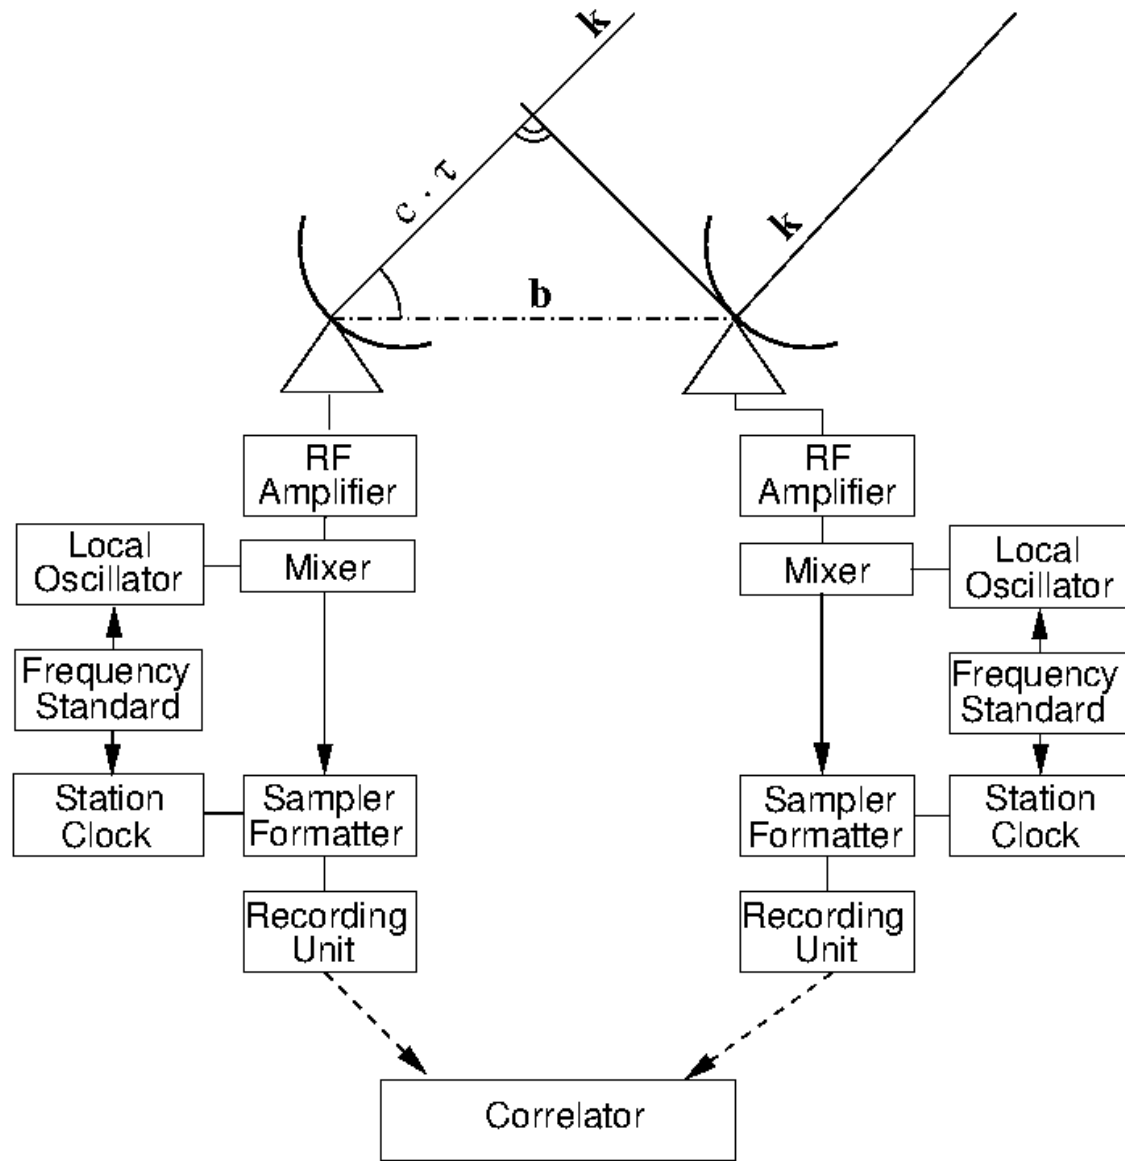 k
c · τ
k
b
RF
Amplifier
RF
Amplifier
Local
Oscillator
Mixer
Mixer
Local
Oscillator
Frequency
Standard
Frequency
Standard
Station
Clock
Sampler
Formatter
Sampler
Formatter
Station
Clock
Recording
Unit
Recording
Unit
Correlator